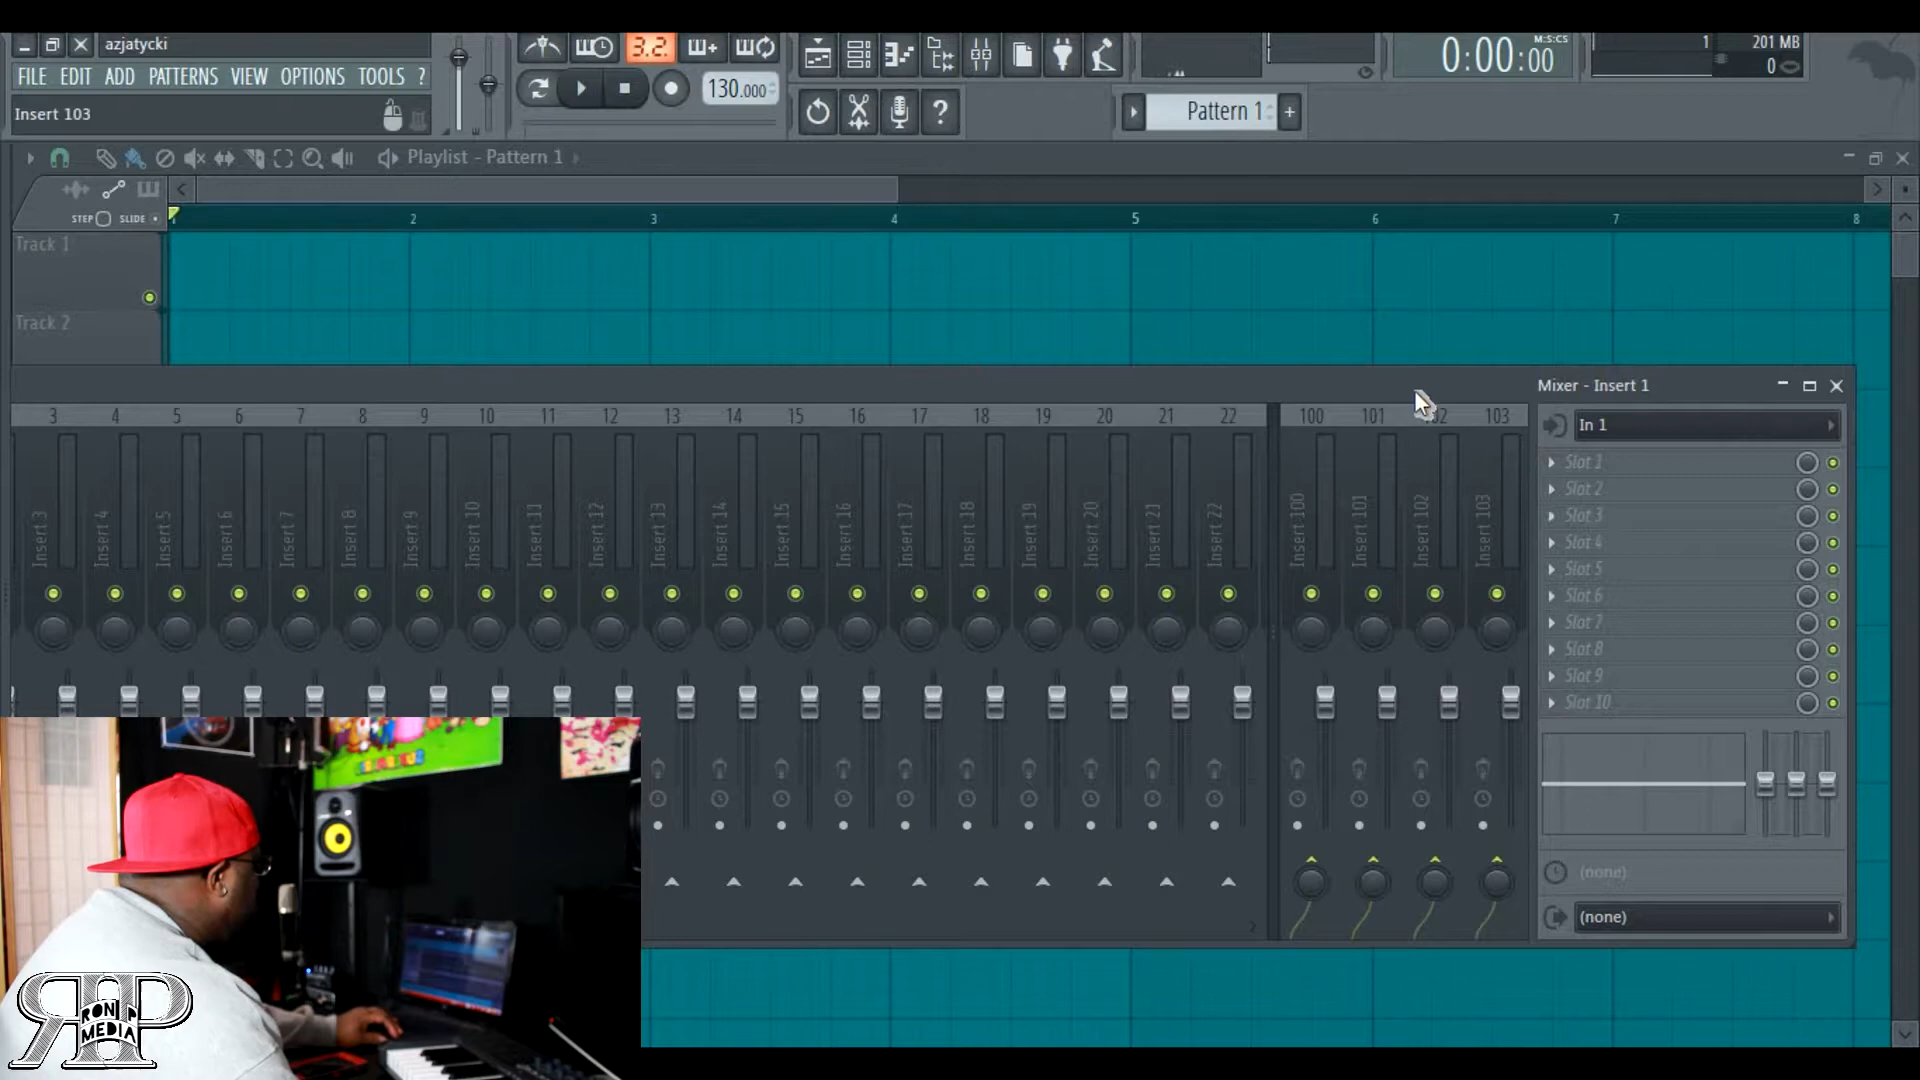 azjatycki
FILE EDIT ADD PATTERNS VIEW OPTIONS TOOLS ?
Insert 103
3.2.
130.000
?
0:00:00
M:S:CS
1
201 MB
0
Pattern 1
+
Playlist - Pattern 1
STEP SLIDE
1 2 3 4 5 6 7 8
Track 1
Track 2
Mixer - Insert 1
3 4 5 6 7 8 9 10 11 12 13 14 15 16 17 18 19 20 21 22 100 101 102 103
In 1
Slot 1
Slot 2
Slot 3
Slot 4
Slot 5
Slot 6
Slot 7
Slot 8
Slot 9
Slot 10
Insert 3
Insert 4
Insert 5
Insert 6
Insert 7
Insert 8
Insert 9
Insert 10
Insert 11
Insert 12
Insert 13
Insert 14
Insert 15
Insert 16
Insert 17
Insert 18
Insert 19
Insert 20
Insert 21
Insert 22
Insert 100
Insert 101
Insert 102
Insert 103
(none)
(none)
RON P
MEDIA